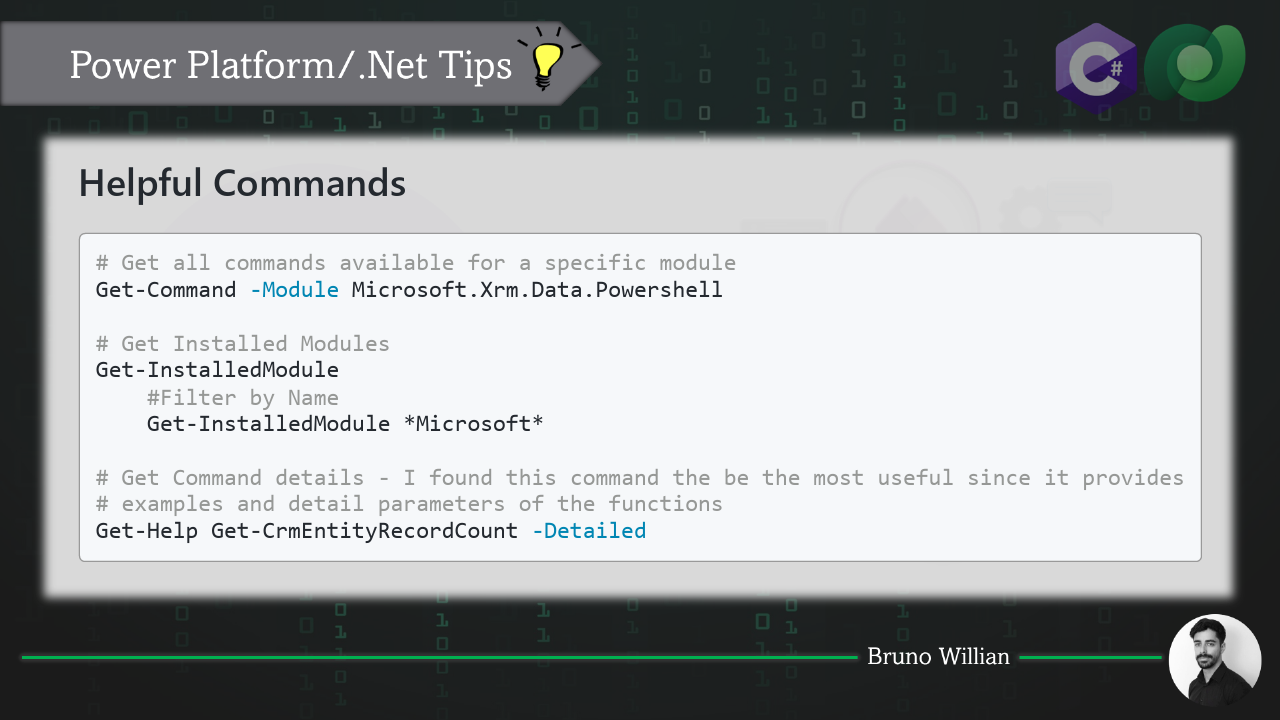 Power Platform/.Net Tips
C#
Helpful Commands
# Get all commands available for a specific module
Get-Command -Module Microsoft.Xrm.Data.Powershell
# Get Installed Modules
Get-InstalledModule
#Filter by Name
Get-InstalledModule *Microsoft*
# Get Command details - I found this command the be the most useful since it provides
# examples and detail parameters of the functions
Get-Help Get-CrmEntityRecordCount -Detailed
Bruno Willian